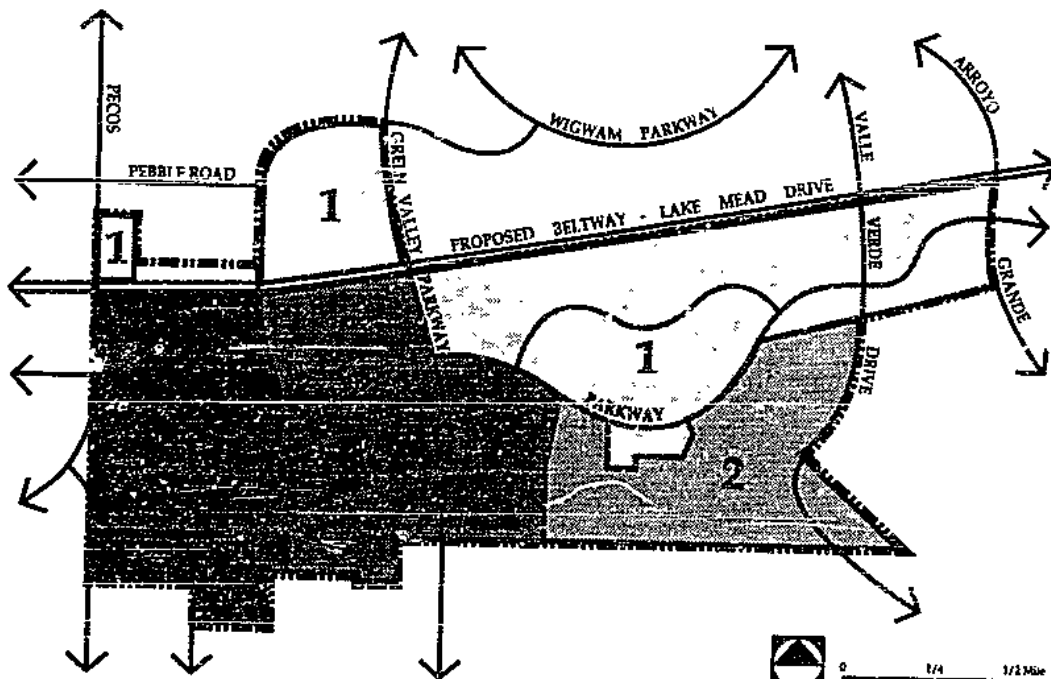 PECOS
PEBBLE ROAD
GREEN VALLEY PARKWAY
WIGWAM PARKWAY
VALLE VERDE DRIVE
ARROYO GRANDE
PROPOSED BELTWAY - LAKE MEAD DRIVE
1
1
1
PARKWAY
2
0 1/4 1/2 Mile